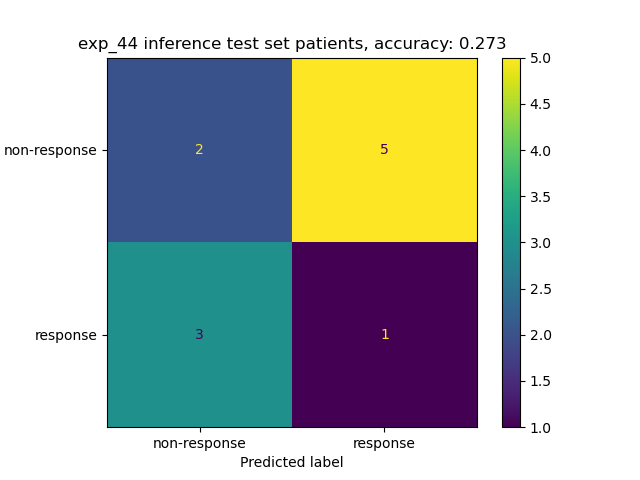 exp_44 inference test set patients, accuracy: 0.273
non-response
response
2
5
3
1
non-response
response
Predicted label
5.0
4.5
4.0
3.5
3.0
2.5
2.0
1.5
1.0